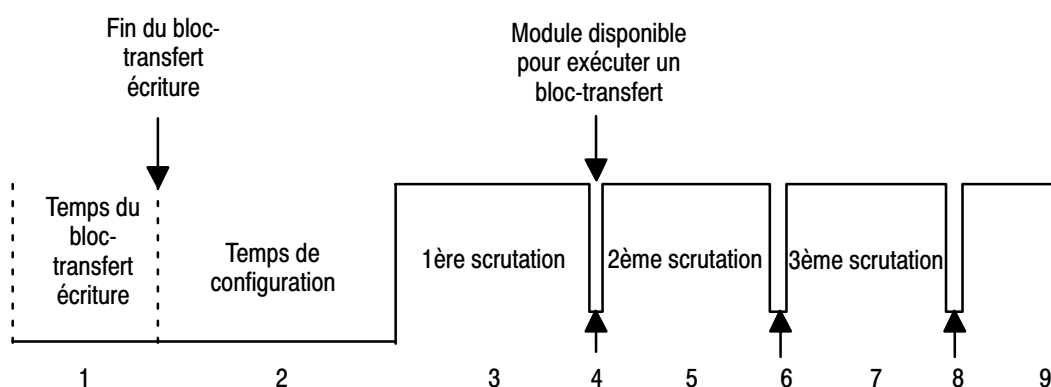 Fin du bloc-
transfert
écriture
Module disponible
pour exécuter un
bloc-transfert
Temps du
bloc-
transfert
écriture
Temps de
configuration
1ère scrutation
2ème scrutation
3ème scrutation
1 2 3 4 5 6 7 8 9